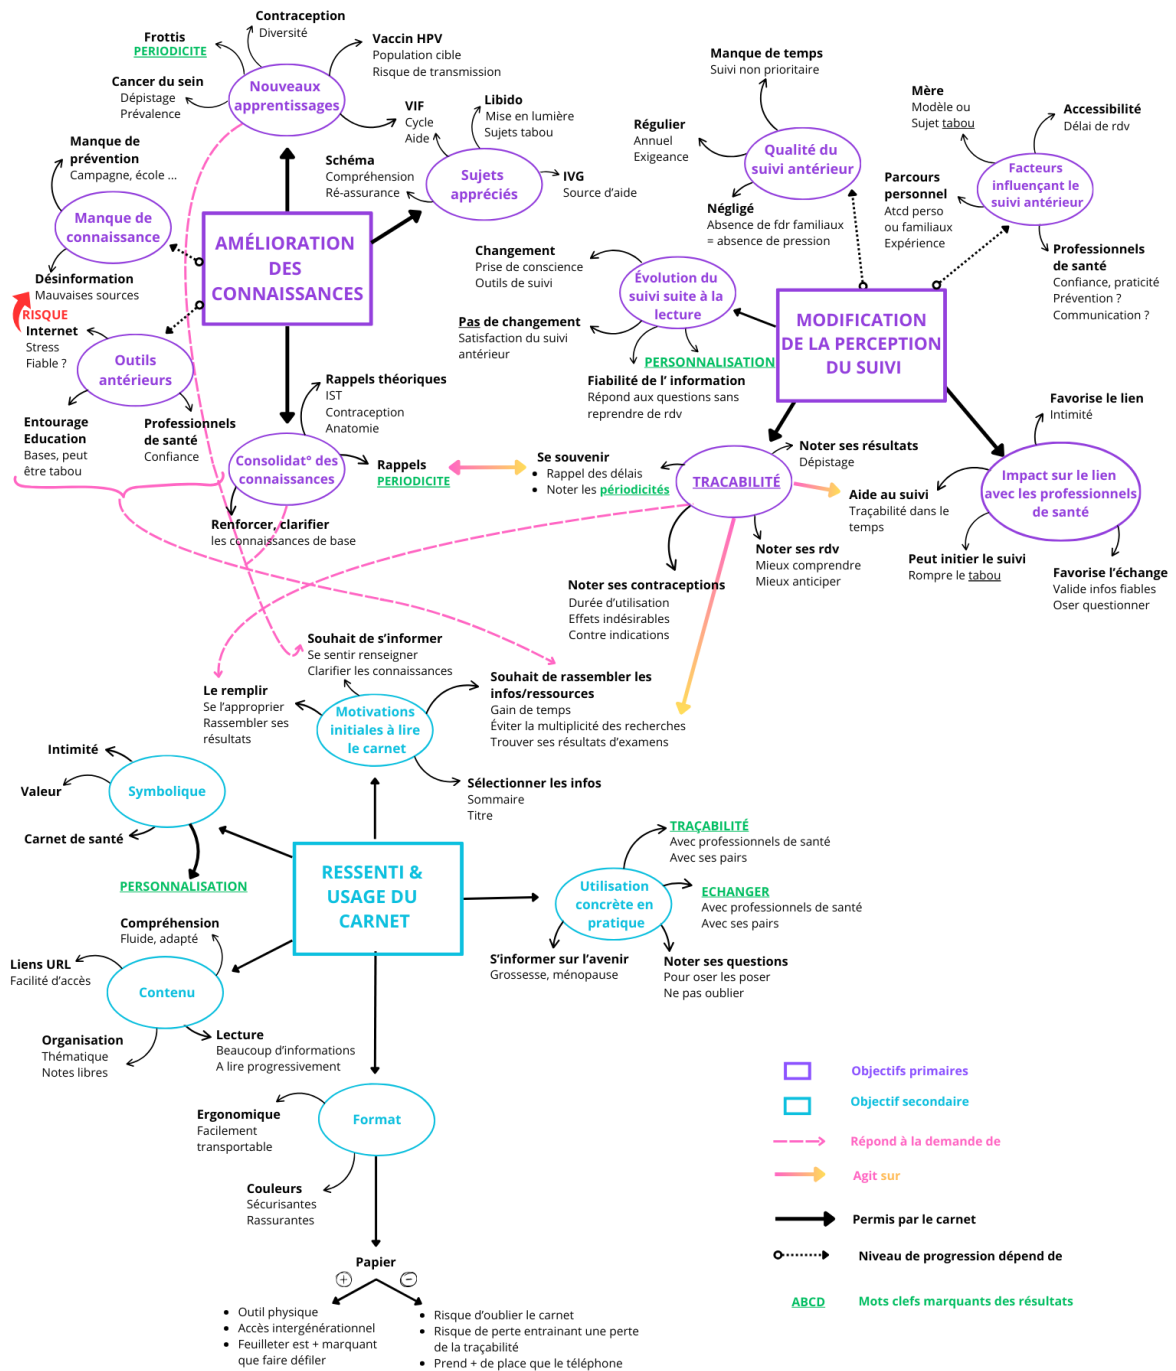 Contraception
Diversité
Frottis
PERIODICITE
Vaccin HPV
Population cible
Risque de transmission
Nouveaux
apprentissages
Cancer du sein
Dépistage
Prévalence
VIF
Cycle
Aide
Libido
Mise en lumière
Sujets tabou
Manque de
prévention
Campagne, école ...
Schéma
Compréhension
Ré-assurance
Sujets
appréciés
IVG
Source d'aide
Manque de
connaissance
AMÉLIORATION
DES
CONNAISSANCES
Désinformation
Mauvaises sources
RISQUE
Internet
Stress
Fiable ?
Outils
antérieurs
Entourage
Education
Bases, peut
être tabou
Professionnels
de santé
Confiance
Rappels théoriques
IST
Contraception
Anatomie
Consolidat° des
connaissances
Rappels
PERIODICITE
Renforcer, clarifier
les connaissances de base
Manque de temps
Suivi non prioritaire
Régulier
Annuel
Exigeance
Qualité du
suivi antérieur
Négligé
Absence de fdr familiaux
= absence de pression
Mère
Modèle ou
Sujet tabou
Accessibilité
Délai de rdv
Facteurs
influençant le
suivi antérieur
Parcours
personnel
Atcd perso
ou familiaux
Expérience
Professionnels
de santé
Confiance, praticité
Prévention ?
Communication ?
Changement
Prise de conscience
Outils de suivi
Évolution du
suivi suite à la
lecture
Pas de changement
Satisfaction du suivi
antérieur
PERSONNALISATION
Fiabilité de l' information
Répond aux questions sans
reprendre de rdv
MODIFICATION
DE LA PERCEPTION
DU SUIVI
Favorise le lien
Intimité
Noter ses résultats
Dépistage
Se souvenir
• Rappel des délais
• Noter les périodicités
TRACABILITÉ
Aide au suivi
Traçabilité dans le
temps
Impact sur le lien
avec les professionnels
de santé
Noter ses rdv
Mieux comprendre
Mieux anticiper
Peut initier le suivi
Rompre le tabou
Favorise l'échange
Valide infos fiables
Oser questionner
Noter ses contraceptions
Durée d'utilisation
Effets indésirables
Contre indications
Souhait de s'informer
Se sentir renseigner
Clarifier les connaissances
Le remplir
Se l'approprier
Rassembler ses
résultats
Motivations
initiales à lire
le carnet
Souhait de rassembler les
infos/ressources
Gain de temps
Éviter la multiplicité des recherches
Trouver ses résultats d'examens
Sélectionner les infos
Sommaire
Titre
Intimité
Valeur
Symbolique
Carnet de santé
PERSONNALISATION
RESSENTI &
USAGE DU
CARNET
TRAÇABILITÉ
Avec professionnels de santé
Avec ses pairs
Utilisation
concrète en
pratique
ECHANGER
Avec professionnels de santé
Avec ses pairs
S'informer sur l'avenir
Grossesse, ménopause
Noter ses questions
Pour oser les poser
Ne pas oublier
Compréhension
Fluide, adapté
Liens URL
Facilité d'accès
Contenu
Organisation
Thématique
Notes libres
Lecture
Beaucoup d'informations
A lire progressivement
Ergonomique
Facilement
transportable
Format
Couleurs
Sécurisantes
Rassurantes
Papier
+
-
• Outil physique
• Accès intergénérationnel
• Feuilleter est + marquant
que faire défiler
• Risque d'oublier le carnet
• Risque de perte entrainant une perte
de la traçabilité
• Prend + de place que le téléphone
Objectifs primaires
Objectif secondaire
Répond à la demande de
Agit sur
Permis par le carnet
Niveau de progression dépend de
ABCD Mots clefs marquants des résultats